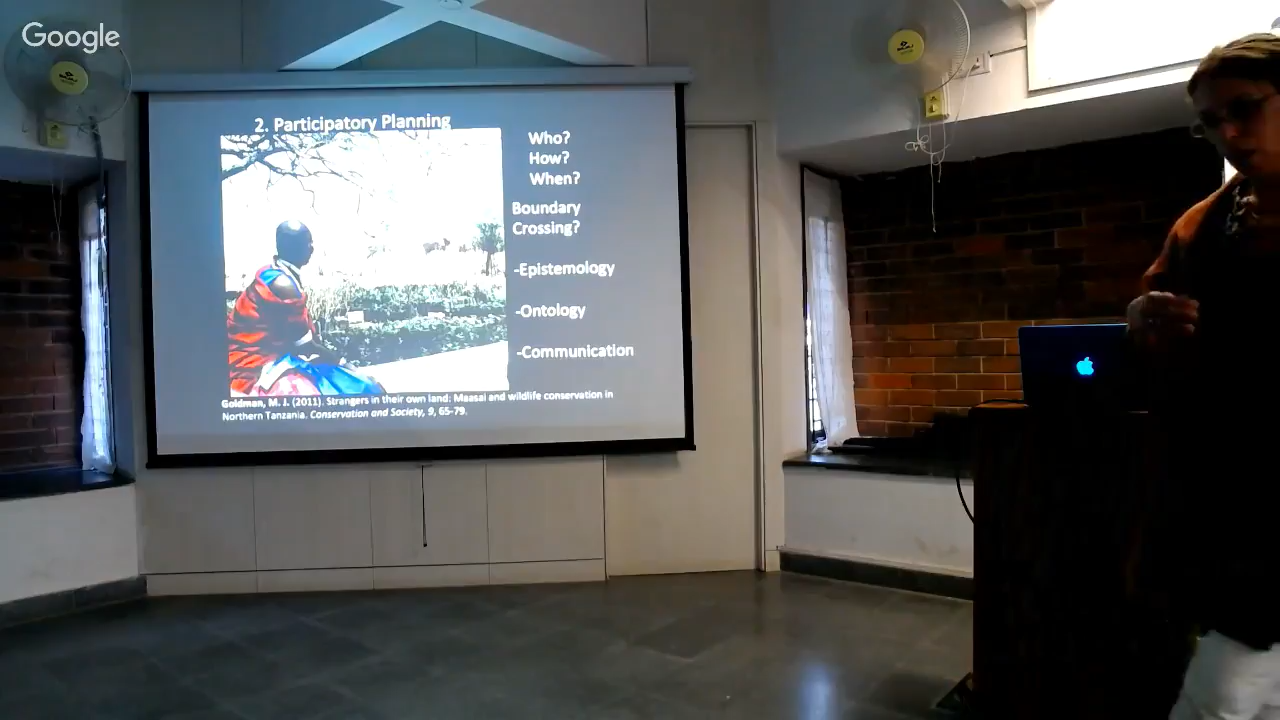 Google
2. Participatory Planning
Who?
How?
When?
Boundary
Crossing?
-Epistemology
-Ontology
-Communication
Goldman, M. J. (2011). Strangers in their own land: Maasai and wildlife conservation in
Northern Tanzania. Conservation and Society, 9, 65-79.